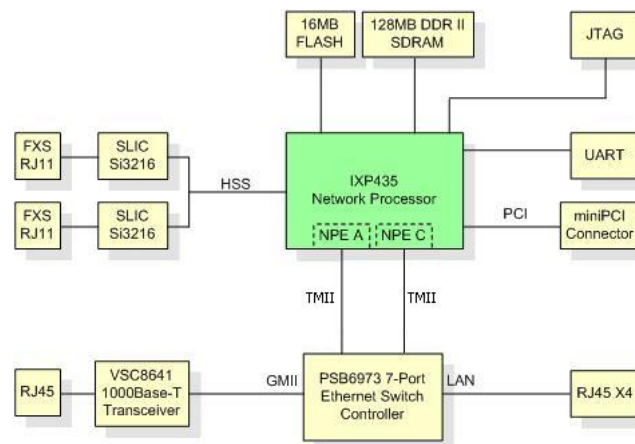 16MB
FLASH
128MB DDR II
SDRAM
JTAG
FXS
RJ11
SLIC
Si3216
HSS
IXP435
Network Processor
UART
FXS
RJ11
SLIC
Si3216
NPE A
NPE C
PCI
miniPCI
Connector
TMII
TMII
RJ45
VSC8641
1000Base-T
Transceiver
GMII
PSB6973 7-Port
Ethernet Switch
Controller
LAN
RJ45 X4